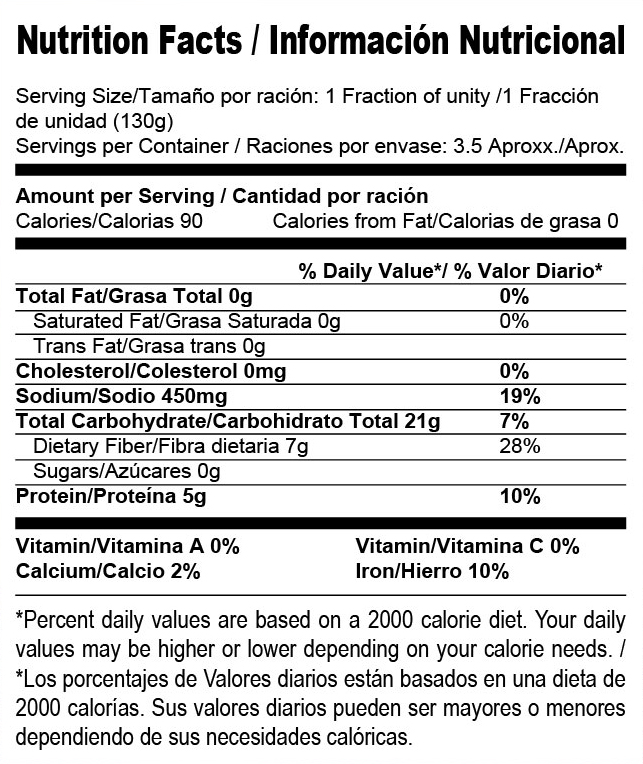 Nutrition Facts / Información Nutricional
Serving Size/Tamaño por ración: 1 Fraction of unity /1 Fracción
de unidad (130g)
Servings per Container / Raciones por envase: 3.5 Aproxx./Aprox.
Amount per Serving / Cantidad por ración
Calories/Calorias 90 Calories from Fat/Calorias de grasa 0
% Daily Value*/ % Valor Diario*
Total Fat/Grasa Total 0g 0%
Saturated Fat/Grasa Saturada 0g 0%
Trans Fat/Grasa trans 0g
Cholesterol/Colesterol 0mg 0%
Sodium/Sodio 450mg 19%
Total Carbohydrate/Carbohidrato Total 21g 7%
Dietary Fiber/Fibra dietaria 7g 28%
Sugars/Azúcares 0g
Protein/Proteína 5g 10%
Vitamin/Vitamina A 0% Vitamin/Vitamina C 0%
Calcium/Calcio 2% Iron/Hierro 10%
*Percent daily values are based on a 2000 calorie diet. Your daily
values may be higher or lower depending on your calorie needs. /
*Los porcentajes de Valores diarios están basados en una dieta de
2000 calorías. Sus valores diarios pueden ser mayores o menores
dependiendo de sus necesidades calóricas.